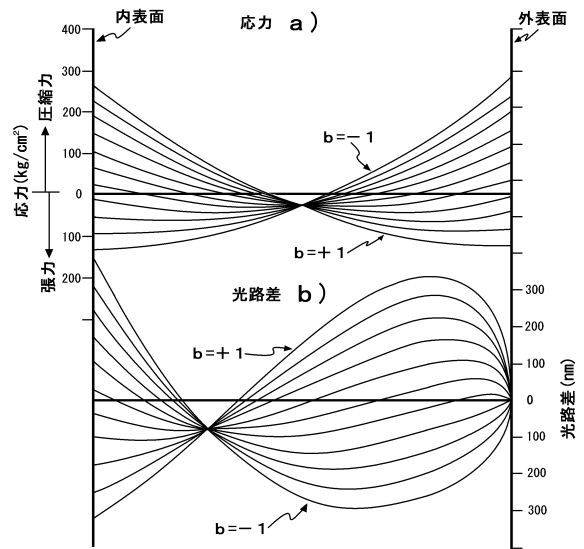 内表面
応力 a)
外表面
400
300
200
100
0
100
200
圧縮力
応力(kg/cm²)
張力
b=-1
b=+1
光路差 b)
b=+1
b=-1
300
200
100
0
100
200
300
光路差(nm)